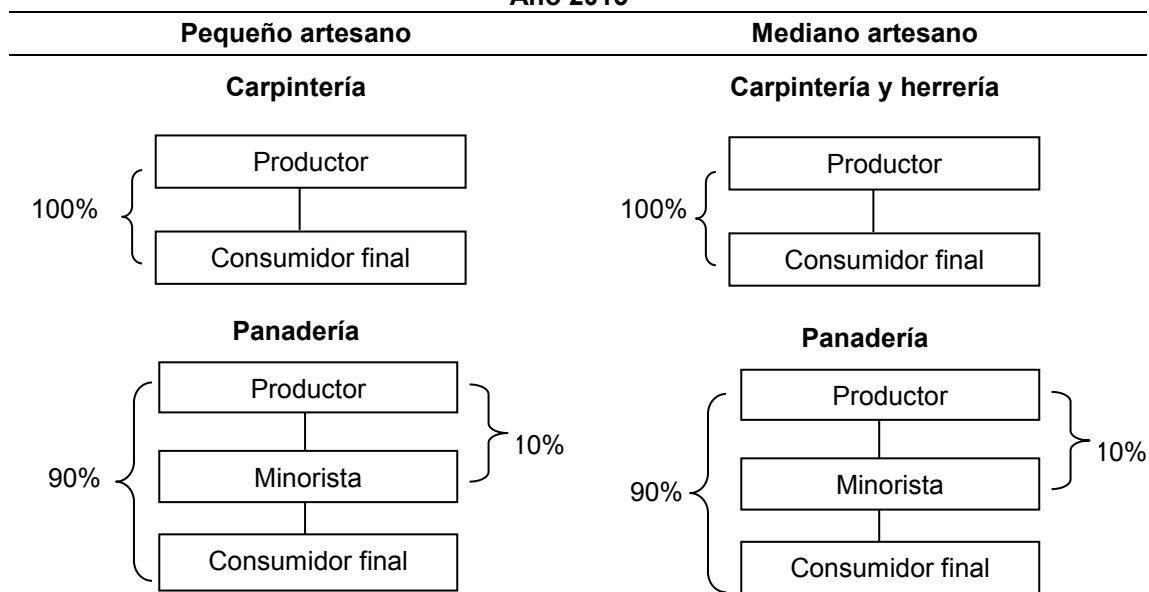 Pequeño artesano
Mediano artesano
Carpintería
Carpintería y herrería
Productor
Productor
100%
100%
Consumidor final
Consumidor final
Panadería
Panadería
Productor
Productor
10%
10%
90%
Minorista
90%
Minorista
Consumidor final
Consumidor final